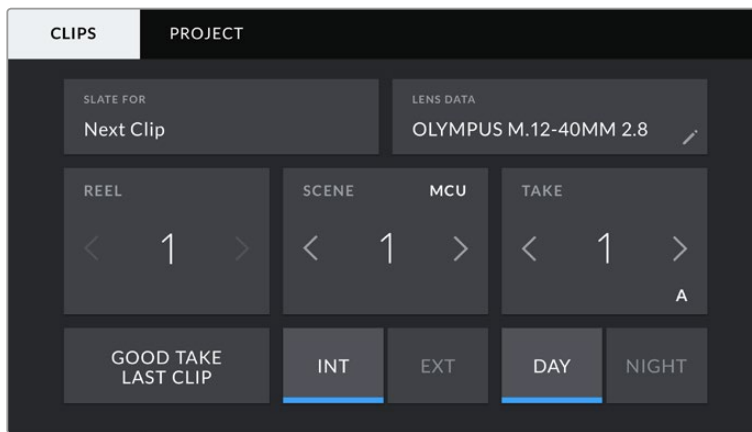 CLIPS PROJECT
SLATE FOR
Next Clip
LENS DATA
OLYMPUS M.12-40MM 2.8
REEL
1
SCENE MCU
1
TAKE
1
A
GOOD TAKE
LAST CLIP
INT EXT DAY NIGHT